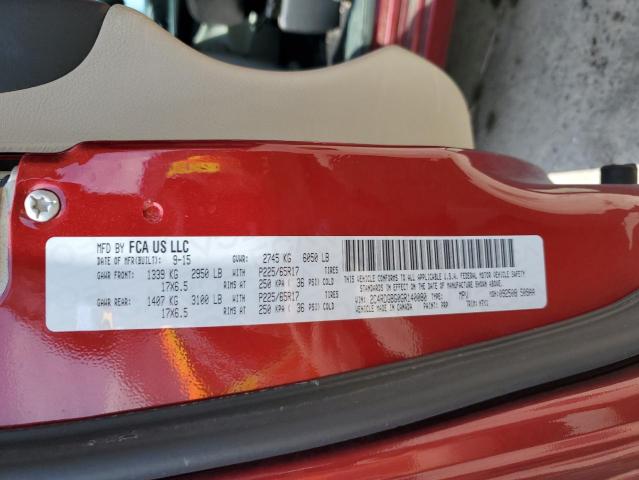 MFD BY FCA US LLC
DATE OF MFR(BUILT): 9-15 GVWR: 2745 KG 6050 LB
GAWR FRONT: 1339 KG 2950 LB WITH P225/65R17 TIRES
17X6.5 RIMS AT 250 KPA ( 36 PSI) COLD
GAWR REAR: 1407 KG 3100 LB WITH P225/65R17 TIRES
17X6.5 RIMS AT 250 KPA ( 36 PSI) COLD
THIS VEHICLE CONFORMS TO ALL APPLICABLE U.S.A. FEDERAL MOTOR VEHICLE SAFETY
STANDARDS IN EFFECT ON THE DATE OF MANUFACTURE SHOWN ABOVE.
VIN: TYPE: MPV MDH:
VEHICLE MADE IN CANADA PAINT: PRP TRIM: